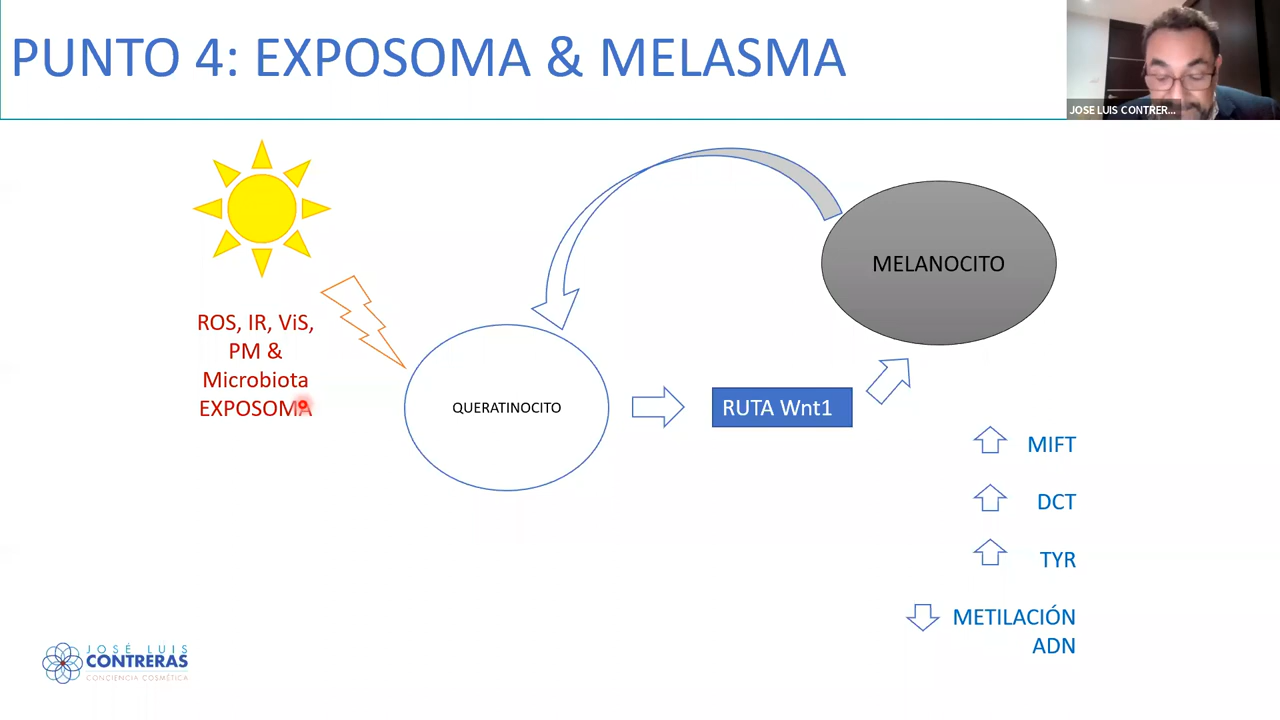 PUNTO 4: EXPOSOMA & MELASMA
JOSE LUIS CONTRER...
ROS, IR, ViS,
PM &
Microbiota
EXPOSOMA
QUERATINOCITO
RUTA Wnt1
MELANOCITO
MIFT
DCT
TYR
METILACIÓN
ADN
JOSÉ LUIS
CONTRERAS
CONCIENCIA COSMÉTICA